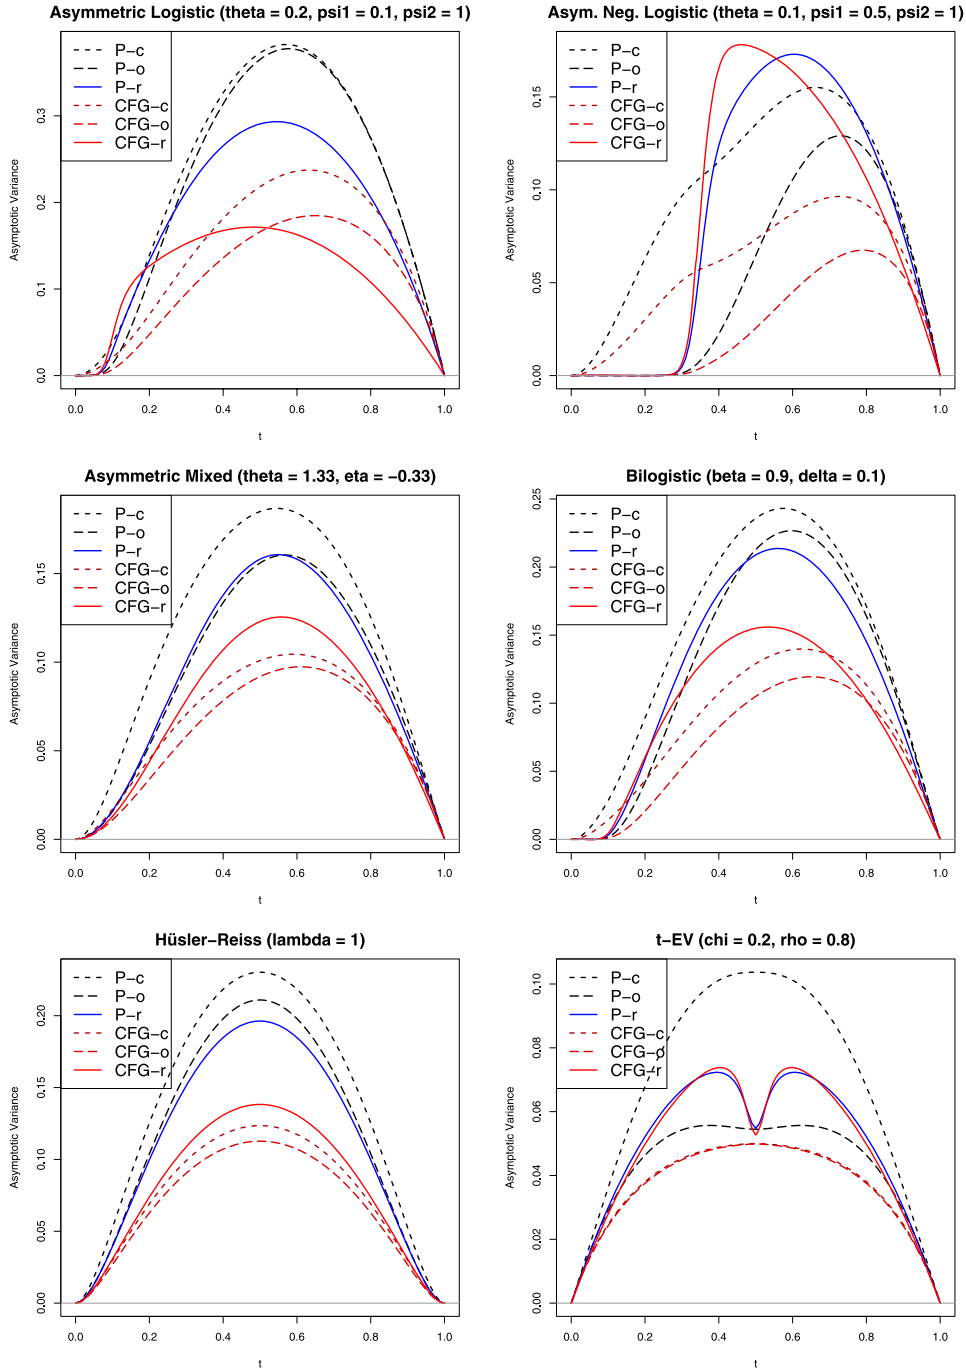 Asymmetric Logistic (theta = 0.2, psi1 = 0.1, psi2 = 1)
P−c
P−o
P−r
CFG−c
CFG−o
CFG−r
Asymptotic Variance
0.0
0.1
0.2
0.3
0.0 0.2 0.4 0.6 0.8 1.0
t
Asym. Neg. Logistic (theta = 0.1, psi1 = 0.5, psi2 = 1)
P−c
P−o
P−r
CFG−c
CFG−o
CFG−r
Asymptotic Variance
0.00
0.05
0.10
0.15
0.0 0.2 0.4 0.6 0.8 1.0
t
Asymmetric Mixed (theta = 1.33, eta = −0.33)
P−c
P−o
P−r
CFG−c
CFG−o
CFG−r
Asymptotic Variance
0.00
0.05
0.10
0.15
0.0 0.2 0.4 0.6 0.8 1.0
t
Bilogistic (beta = 0.9, delta = 0.1)
P−c
P−o
P−r
CFG−c
CFG−o
CFG−r
Asymptotic Variance
0.00
0.05
0.10
0.15
0.20
0.25
0.0 0.2 0.4 0.6 0.8 1.0
t
Hüsler−Reiss (lambda = 1)
P−c
P−o
P−r
CFG−c
CFG−o
CFG−r
Asymptotic Variance
0.00
0.05
0.10
0.15
0.20
0.0 0.2 0.4 0.6 0.8 1.0
t
t−EV (chi = 0.2, rho = 0.8)
P−c
P−o
P−r
CFG−c
CFG−o
CFG−r
Asymptotic Variance
0.00
0.02
0.04
0.06
0.08
0.10
0.0 0.2 0.4 0.6 0.8 1.0
t